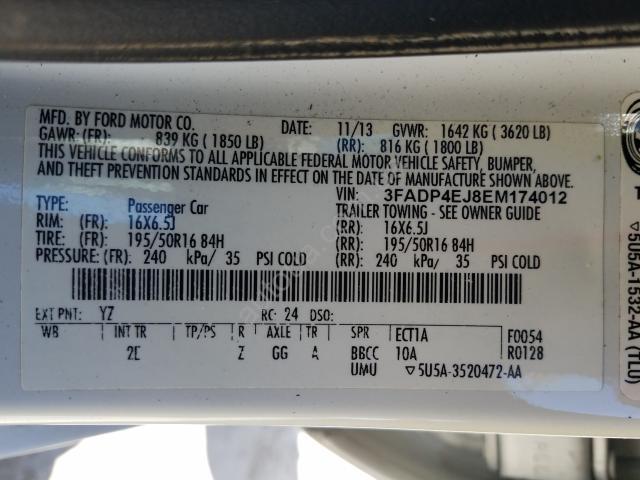 MFD. BY FORD MOTOR CO. DATE: 11/13 GVWR: 1642 KG ( 3620 LB)
GAWR: (FR): 839 KG ( 1850 LB) (RR): 816 KG ( 1800 LB)
THIS VEHICLE CONFORMS TO ALL APPLICABLE FEDERAL MOTOR VEHICLE SAFETY, BUMPER,
AND THEFT PREVENTION STANDARDS IN EFFECT ON THE DATE OF MANUFACTURE SHOWN ABOVE.
VIN: 3FADP4EJ8EM174012
TYPE: Passenger Car TRAILER TOWING - SEE OWNER GUIDE
RIM: (FR) 16X6.5J (RR): 16X6.5J
TIRE: (FR) 195/50R16 84H (RR): 195/50R16 84H
PRESSURE: (FR) 240 kPa/ 35 PSI COLD (RR): 240 kPa/ 35 PSI COLD
EXT PNT: YZ RC: 24 DSO:
WB INT TR TP/PS R AXLE TR SPR ECT1A F0054
Z GG A BBCC 10A R0128
UMU 5U5A-3520472-AA
5U5A-1532-AA (TLU)